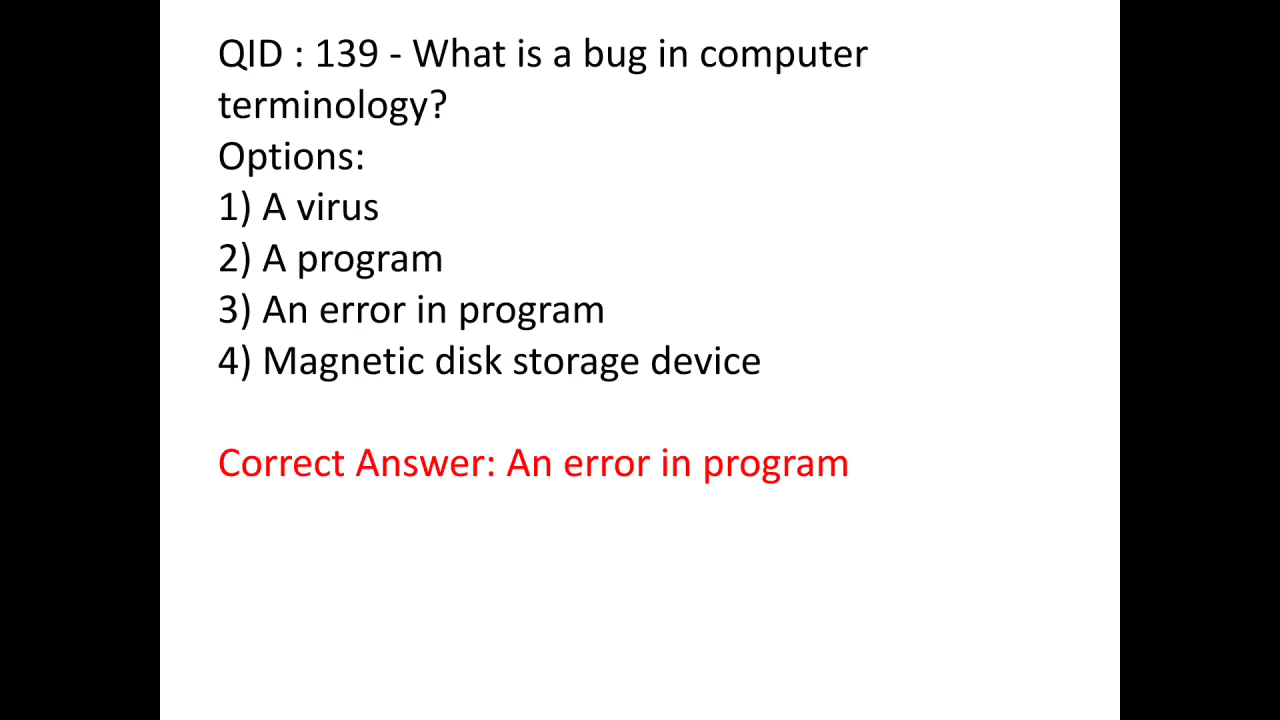 QID : 139 - What is a bug in computer
terminology?
Options:
1) A virus
2) A program
3) An error in program
4) Magnetic disk storage device
Correct Answer: An error in program